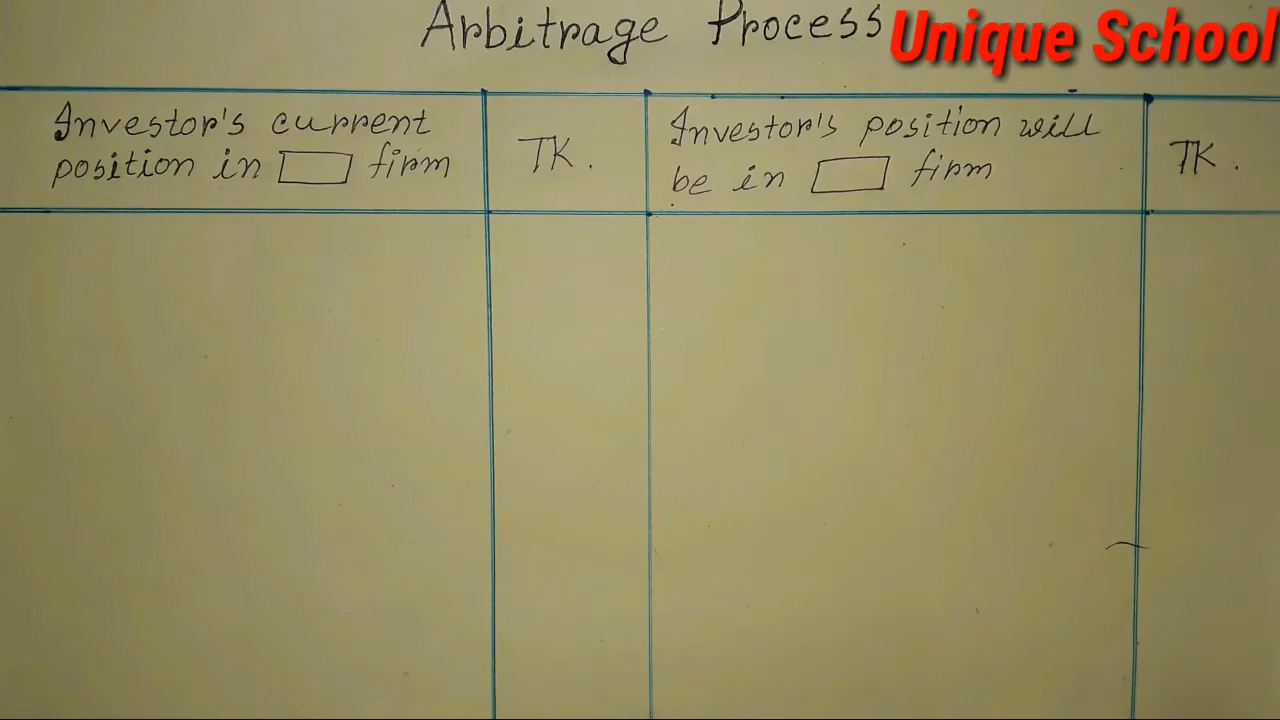 Arbitrage Process
Unique School
Investor's current
position in firm
TK.
Investor's position will
be in firm
TK.